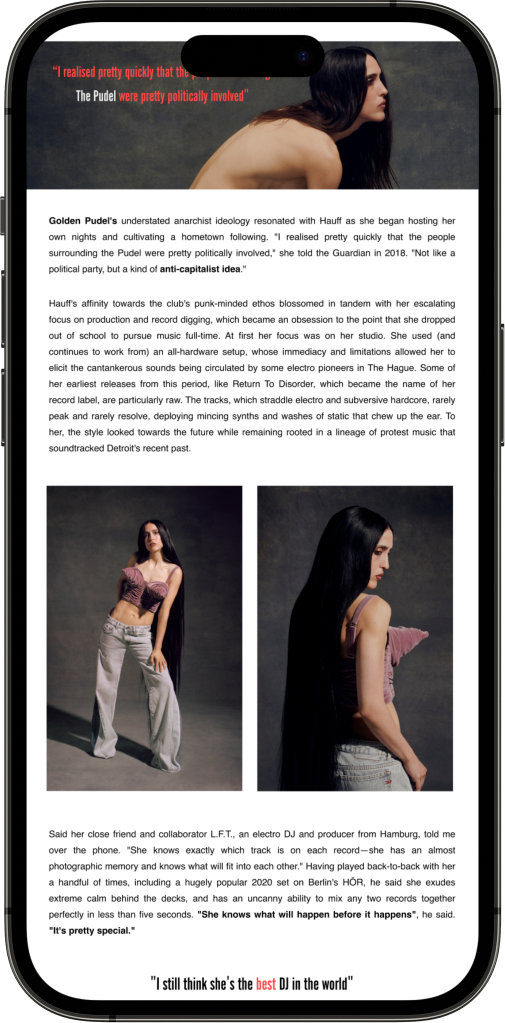 "I realised pretty quickly that the
The Pudel were pretty politically involved"
Golden Pudel's understated anarchist ideology resonated with Hauff as she began hosting her
own nights and cultivating a hometown following. "I realised pretty quickly that the people
surrounding the Pudel were pretty politically involved," she told the Guardian in 2018. "Not like a
political party, but a kind of anti-capitalist idea."
Hauff's affinity towards the club's punk-minded ethos blossomed in tandem with her escalating
focus on production and record digging, which became an obsession to the point that she dropped
out of school to pursue music full-time. At first her focus was on her studio. She used (and
continues to work from) an all-hardware setup, whose immediacy and limitations allowed her to
elicit the cantankerous sounds being circulated by some electro pioneers in The Hague. Some of
her earliest releases from this period, like Return To Disorder, which became the name of her
record label, are particularly raw. The tracks, which straddle electro and subversive hardcore, rarely
peak and rarely resolve, deploying mincing synths and washes of static that chew up the ear. To
her, the style looked towards the future while remaining rooted in a lineage of protest music that
soundtracked Detroit's recent past.
Said her close friend and collaborator L.F.T., an electro DJ and producer from Hamburg, told me
over the phone. "She knows exactly which track is on each record—she has an almost
photographic memory and knows what will fit into each other." Having played back-to-back with her
a handful of times, including a hugely popular 2020 set on Berlin's HÖR, he said she exudes
extreme calm behind the decks, and has an uncanny ability to mix any two records together
perfectly in less than five seconds. "She knows what will happen before it happens", he said.
"It's pretty special."
"I still think she's the best DJ in the world"